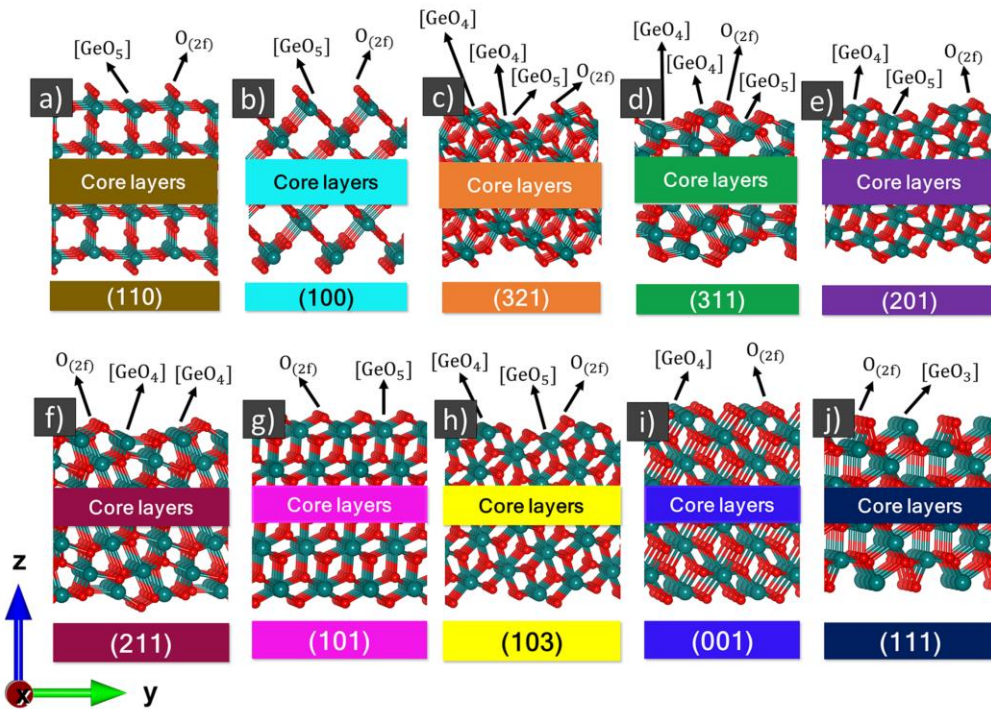 [GeO₅] O₍₂f₎
a)
Core layers
(110)
[GeO₅] O₍₂f₎
b)
Core layers
(100)
[GeO₄] [GeO₄] [GeO₅] O₍₂f₎
c)
Core layers
(321)
[GeO₄] [GeO₄] O₍₂f₎ [GeO₅]
d)
Core layers
(311)
[GeO₄] [GeO₅] O₍₂f₎
e)
Core layers
(201)
O₍₂f₎ [GeO₄] [GeO₄]
f)
Core layers
(211)
O₍₂f₎ [GeO₅]
g)
Core layers
(101)
[GeO₄] [GeO₅] O₍₂f₎
h)
Core layers
(103)
[GeO₄] O₍₂f₎
i)
Core layers
(001)
O₍₂f₎ [GeO₃]
j)
Core layers
(111)
z
x
y